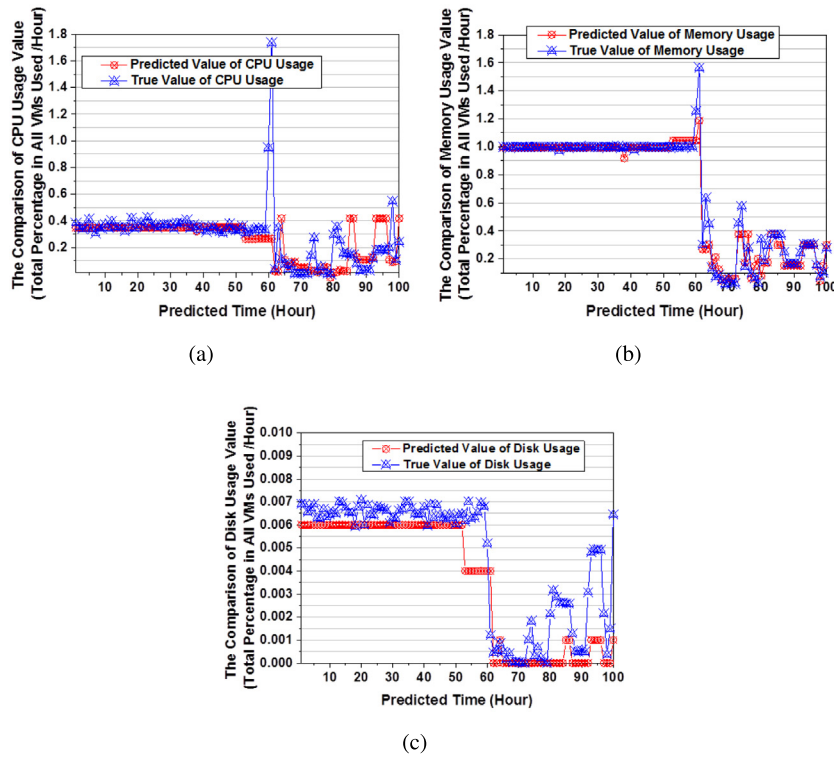 The Comparison of CPU Usage Value
(Total Percentage in All VMs Used /Hour)
1.8
1.6
1.4
1.2
1.0
0.8
0.6
0.4
0.2
Predicted Value of CPU Usage
True Value of CPU Usage
10 20 30 40 50 60 70 80 90 100
Predicted Time (Hour)
(a)
The Comparison of Memory Usage Value
(Total Percentage in All VMs Used /Hour)
1.8
1.6
1.4
1.2
1.0
0.8
0.6
0.4
0.2
Predicted Value of Memory Usage
True Value of Memory Usage
10 20 30 40 50 60 70 80 90 100
Predicted Time (Hour)
(b)
The Comparison of Disk Usage Value
(Total Percentage in All VMs Used /Hour)
0.010
0.009
0.008
0.007
0.006
0.005
0.004
0.003
0.002
0.001
0.000
Predicted Value of Disk Usage
True Value of Disk Usage
10 20 30 40 50 60 70 80 90 100
Predicted Time (Hour)
(c)